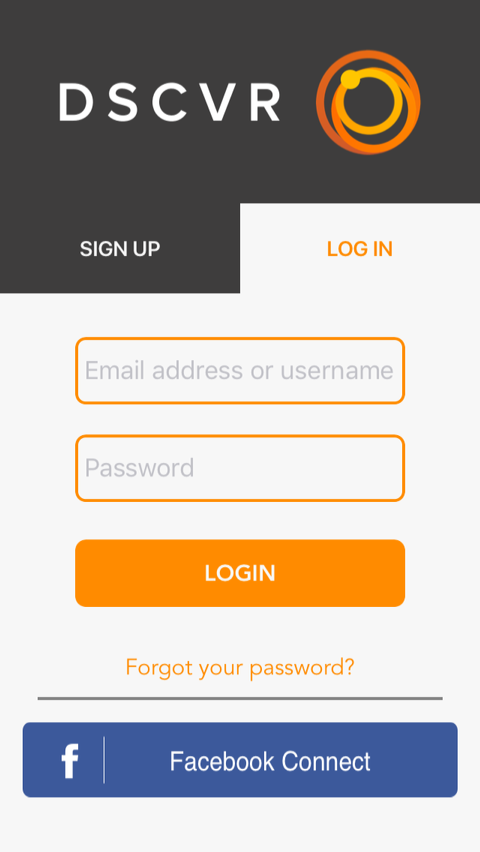 DSCVR
SIGN UP
LOG IN
Email address or username
Password
LOGIN
Forgot your password?
f
Facebook Connect